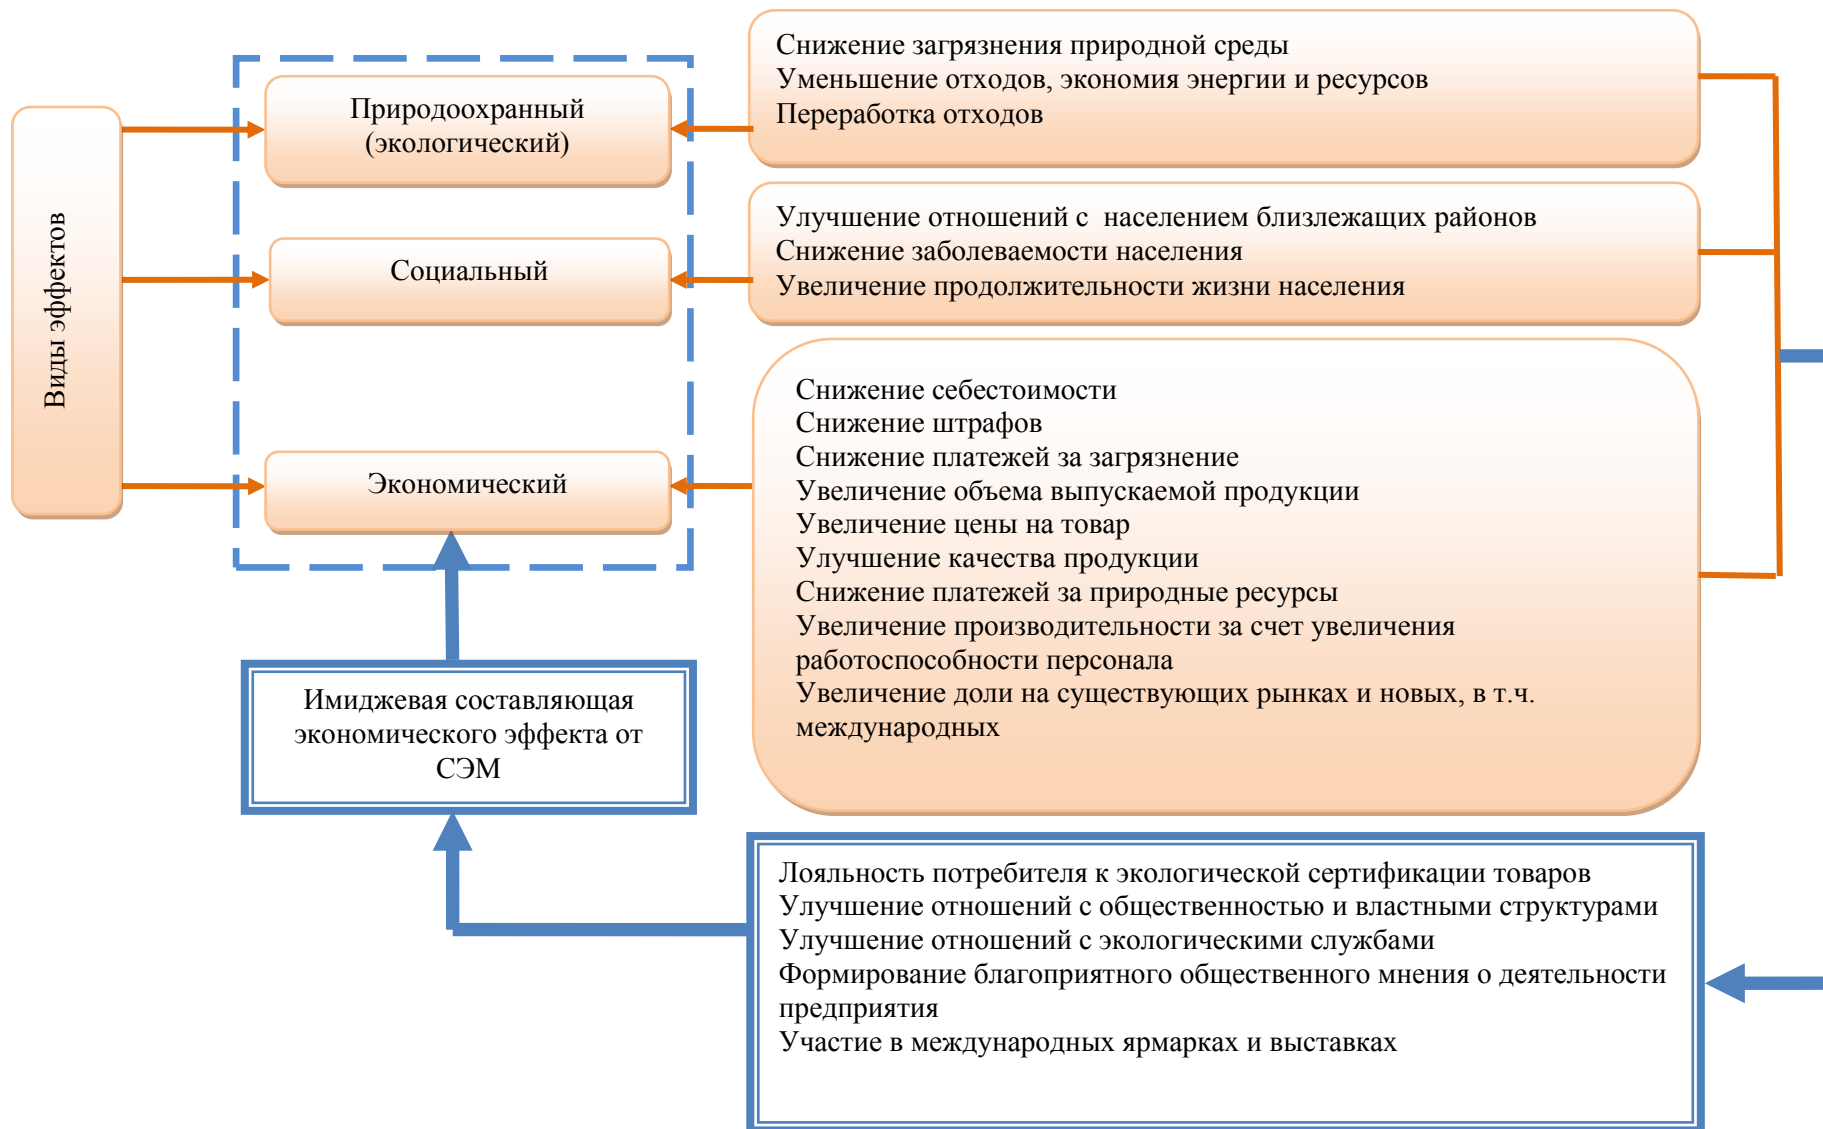 Виды эффектов
Природоохранный
(экологический)
Социальный
Экономический
Имиджевая составляющая
экономического эффекта от
СЭМ
Снижение загрязнения природной среды
Уменьшение отходов, экономия энергии и ресурсов
Переработка отходов
Улучшение отношений с населением близлежащих районов
Снижение заболеваемости населения
Увеличение продолжительности жизни населения
Снижение себестоимости
Снижение штрафов
Снижение платежей за загрязнение
Увеличение объема выпускаемой продукции
Увеличение цены на товар
Улучшение качества продукции
Снижение платежей за природные ресурсы
Увеличение производительности за счет увеличения
работоспособности персонала
Увеличение доли на существующих рынках и новых, в т.ч.
международных
Лояльность потребителя к экологической сертификации товаров
Улучшение отношений с общественностью и властными структурами
Улучшение отношений с экологическими службами
Формирование благоприятного общественного мнения о деятельности
предприятия
Участие в международных ярмарках и выставках